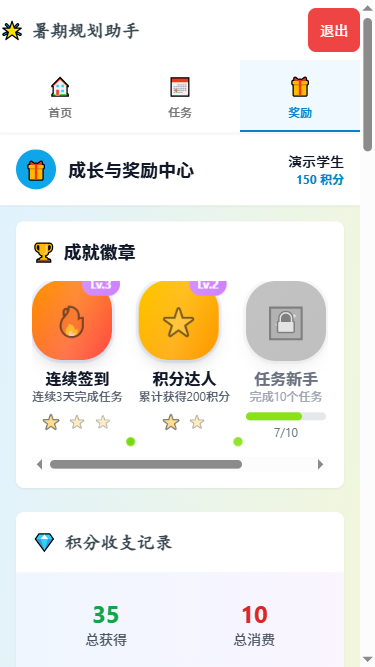 暑期规划助手
退出
首页
任务
奖励
成长与奖励中心
演示学生
150 积分
成就徽章
Lv.3
Lv.2
连续签到
积分达人
任务新手
连续3天完成任务
累计获得200积分
完成10个任务
7/10
积分收支记录
35
10
总获得
总消费